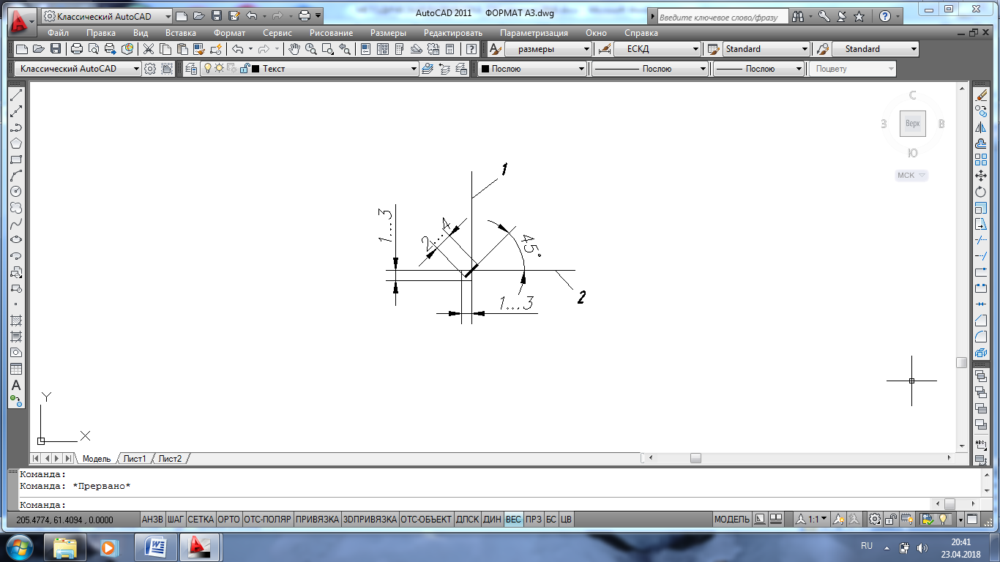 Классический AutoCAD
AutoCAD 2011 ФОРМАТ А3.dwg
Введите ключевое слово/фразу
Файл Правка Вид Вставка Формат Сервис Рисование Размеры Редактировать Параметризация Окно Справка
размеры ЕСКД Standard Standard
Классический AutoCAD Текст Послою Послою Послою Поцвету
С
З Верх В
Ю
МСК
1
1...3
2...4
45°
2
1...3
Y
X
A
ABC
Модель Лист1 Лист2
Команда:
Команда: *Прервано*
Команда:
205.4774, 61.4094 , 0.0000 АНЗВ ШАГ СЕТКА ОРТО ОТС-ПОЛЯР ПРИВЯЗКА 3DПРИВЯЗКА ОТС-ОБЪЕКТ ДПСК ДИН ВЕС ПРЗ БС ЦВ МОДЕЛЬ 1:1
RU 20:41
23.04.2018